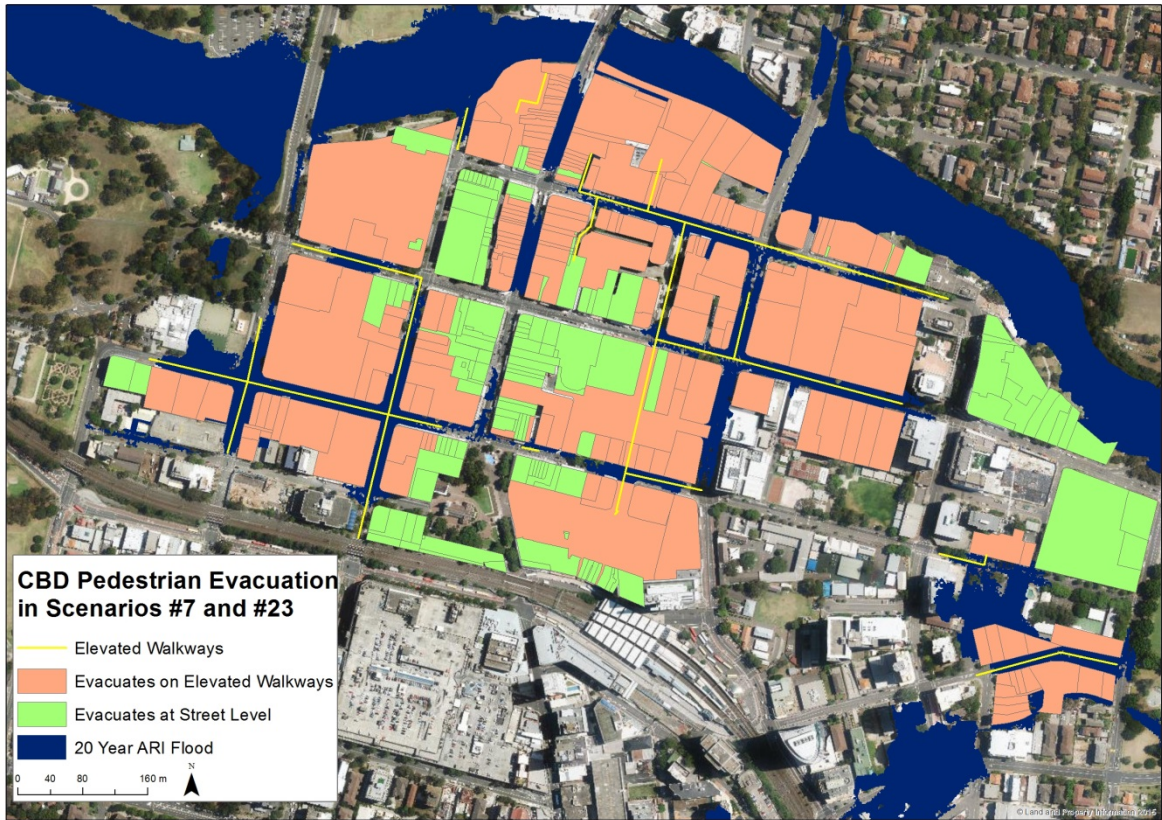 CBD Pedestrian Evacuation
in Scenarios #7 and #23
Elevated Walkways
Evacuates on Elevated Walkways
Evacuates at Street Level
20 Year ARI Flood
0 40 80 160 m
N
© Land and Property Information 2015